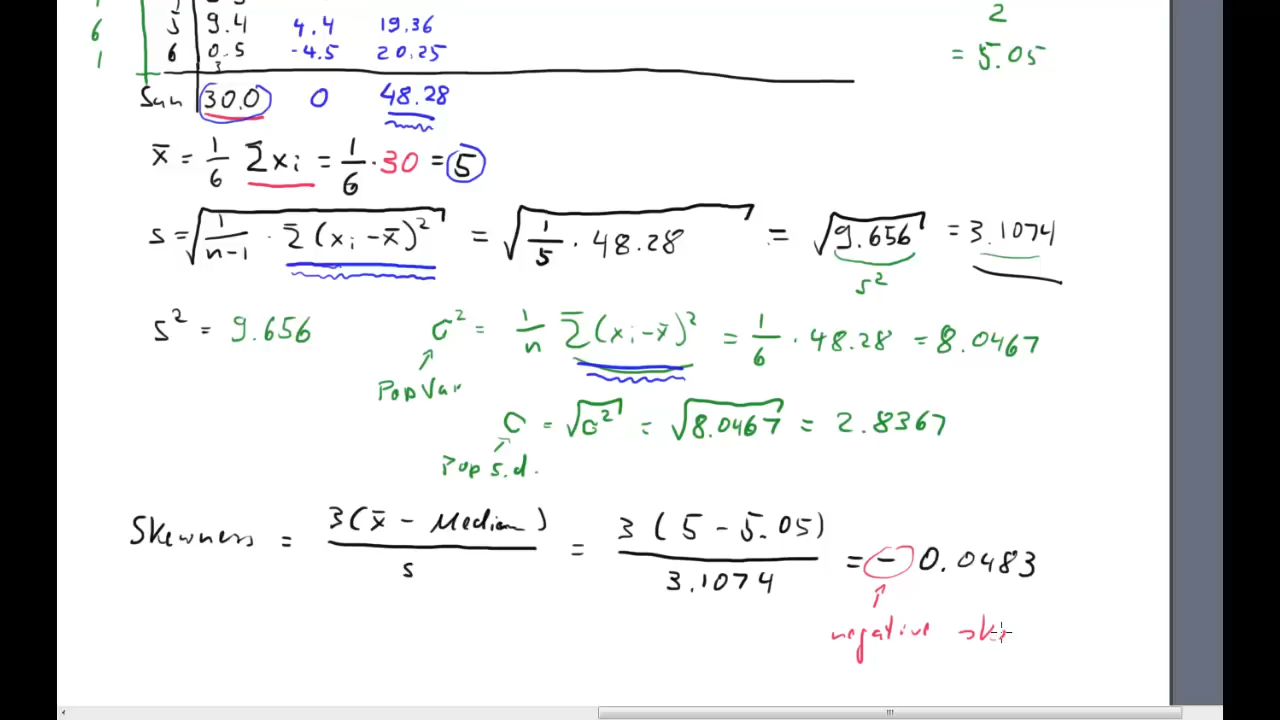 2
6 5 9.4 4.4 19.36
1 6 0.5 -4.5 20.25
= 5.05
3
Sum 30.0 0 48.28
x̄ = 1/6 Σxi = 1/6 · 30 = 5
s = √(1/(n-1) · Σ(xi - x̄)²) = √(1/5 · 48.28) = √9.656 = 3.1074
s²
s² = 9.656 σ² = 1/n Σ(xi - x̄)² = 1/6 · 48.28 = 8.0467
Pop Var
σ = √σ² = √8.0467 = 2.8367
Pop s.d.
Skewness = 3(x̄ - Median)/s = 3(5 - 5.05)/3.1074 = -0.0483
negative ske